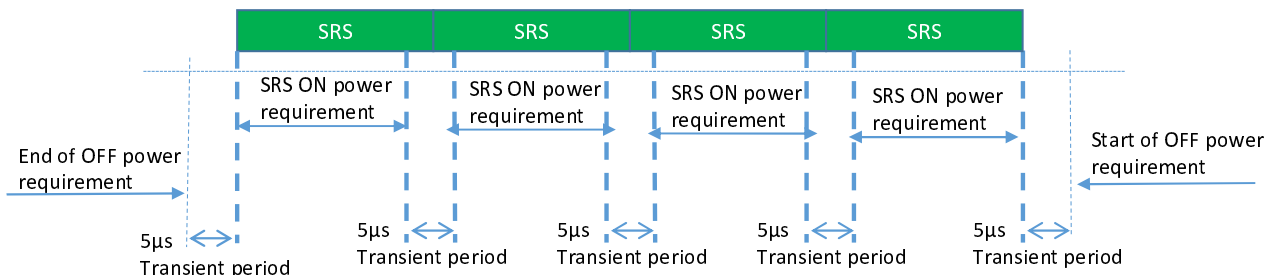 SRS SRS SRS SRS
SRS ON power
requirement
SRS ON power
requirement
SRS ON power
requirement
SRS ON power
requirement
End of OFF power
requirement
Start of OFF power
requirement
5µs
Transient period
5µs
Transient period
5µs
Transient period
5µs
Transient period
5µs
Transient period